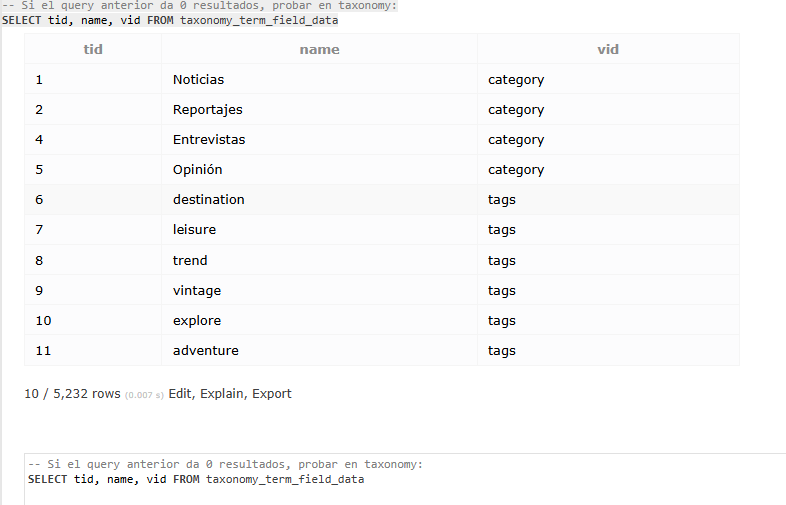 -- Si el query anterior da 0 resultados, probar en taxonomy:
SELECT tid, name, vid FROM taxonomy_term_field_data
tid name vid
1 Noticias category
2 Reportajes category
4 Entrevistas category
5 Opinión category
6 destination tags
7 leisure tags
8 trend tags
9 vintage tags
10 explore tags
11 adventure tags
10 / 5,232 rows (0.007 s) Edit, Explain, Export
-- Si el query anterior da 0 resultados, probar en taxonomy:
SELECT tid, name, vid FROM taxonomy_term_field_data